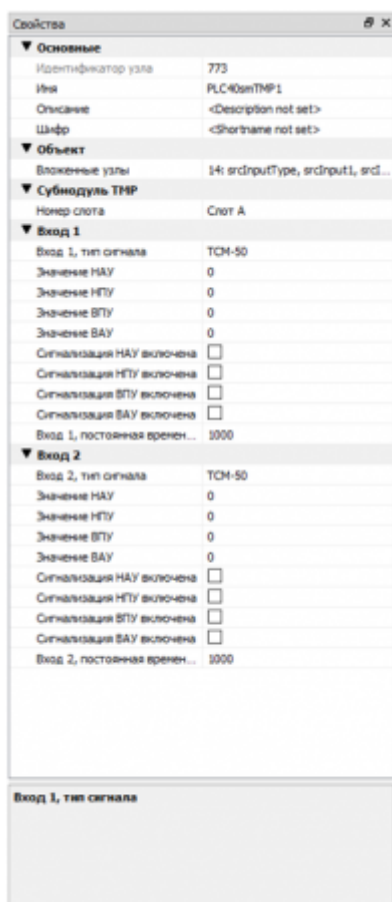 Свойства
Основные
Идентификатор узла 773
Имя PLC40smTMP1
Описание <Description not set>
Шифр <Shortname not set>
Объект
Вложенные узлы 14: srcInputType, srcInput1, srcI...
Субмодуль TMP
Номер слота Слот A
Вход 1
Вход 1, тип сигнала TCM-50
Значение НАУ 0
Значение НПУ 0
Значение ВПУ 0
Значение ВАУ 0
Сигнализация НАУ включена
Сигнализация НПУ включена
Сигнализация ВПУ включена
Сигнализация ВАУ включена
Вход 1, постоянная времен... 1000
Вход 2
Вход 2, тип сигнала TCM-50
Значение НАУ 0
Значение НПУ 0
Значение ВПУ 0
Значение ВАУ 0
Сигнализация НАУ включена
Сигнализация НПУ включена
Сигнализация ВПУ включена
Сигнализация ВАУ включена
Вход 2, постоянная времен... 1000
Вход 1, тип сигнала